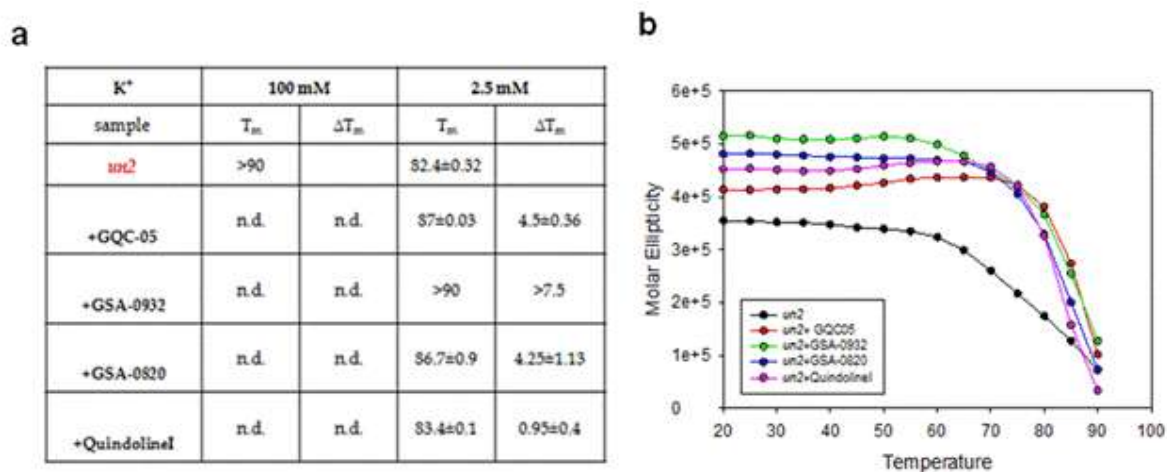 a
K⁺ 100 mM 2.5 mM
sample Tm ΔTm Tm ΔTm
un2 >90 82.4±0.32
+GQC-05 n.d. n.d. 87±0.03 4.5±0.36
+GSA-0932 n.d. n.d. >90 >7.5
+GSA-0820 n.d. n.d. 86.7±0.9 4.25±1.13
+QuindolineI n.d. n.d. 83.4±0.1 0.95±0.4
b
Molar Ellipticity
6e+5
5e+5
4e+5
3e+5
2e+5
1e+5
0
un2
un2+ GQC05
un2+GSA-0932
un2+GSA-0820
un2+QuindolineI
20 30 40 50 60 70 80 90 100
Temperature